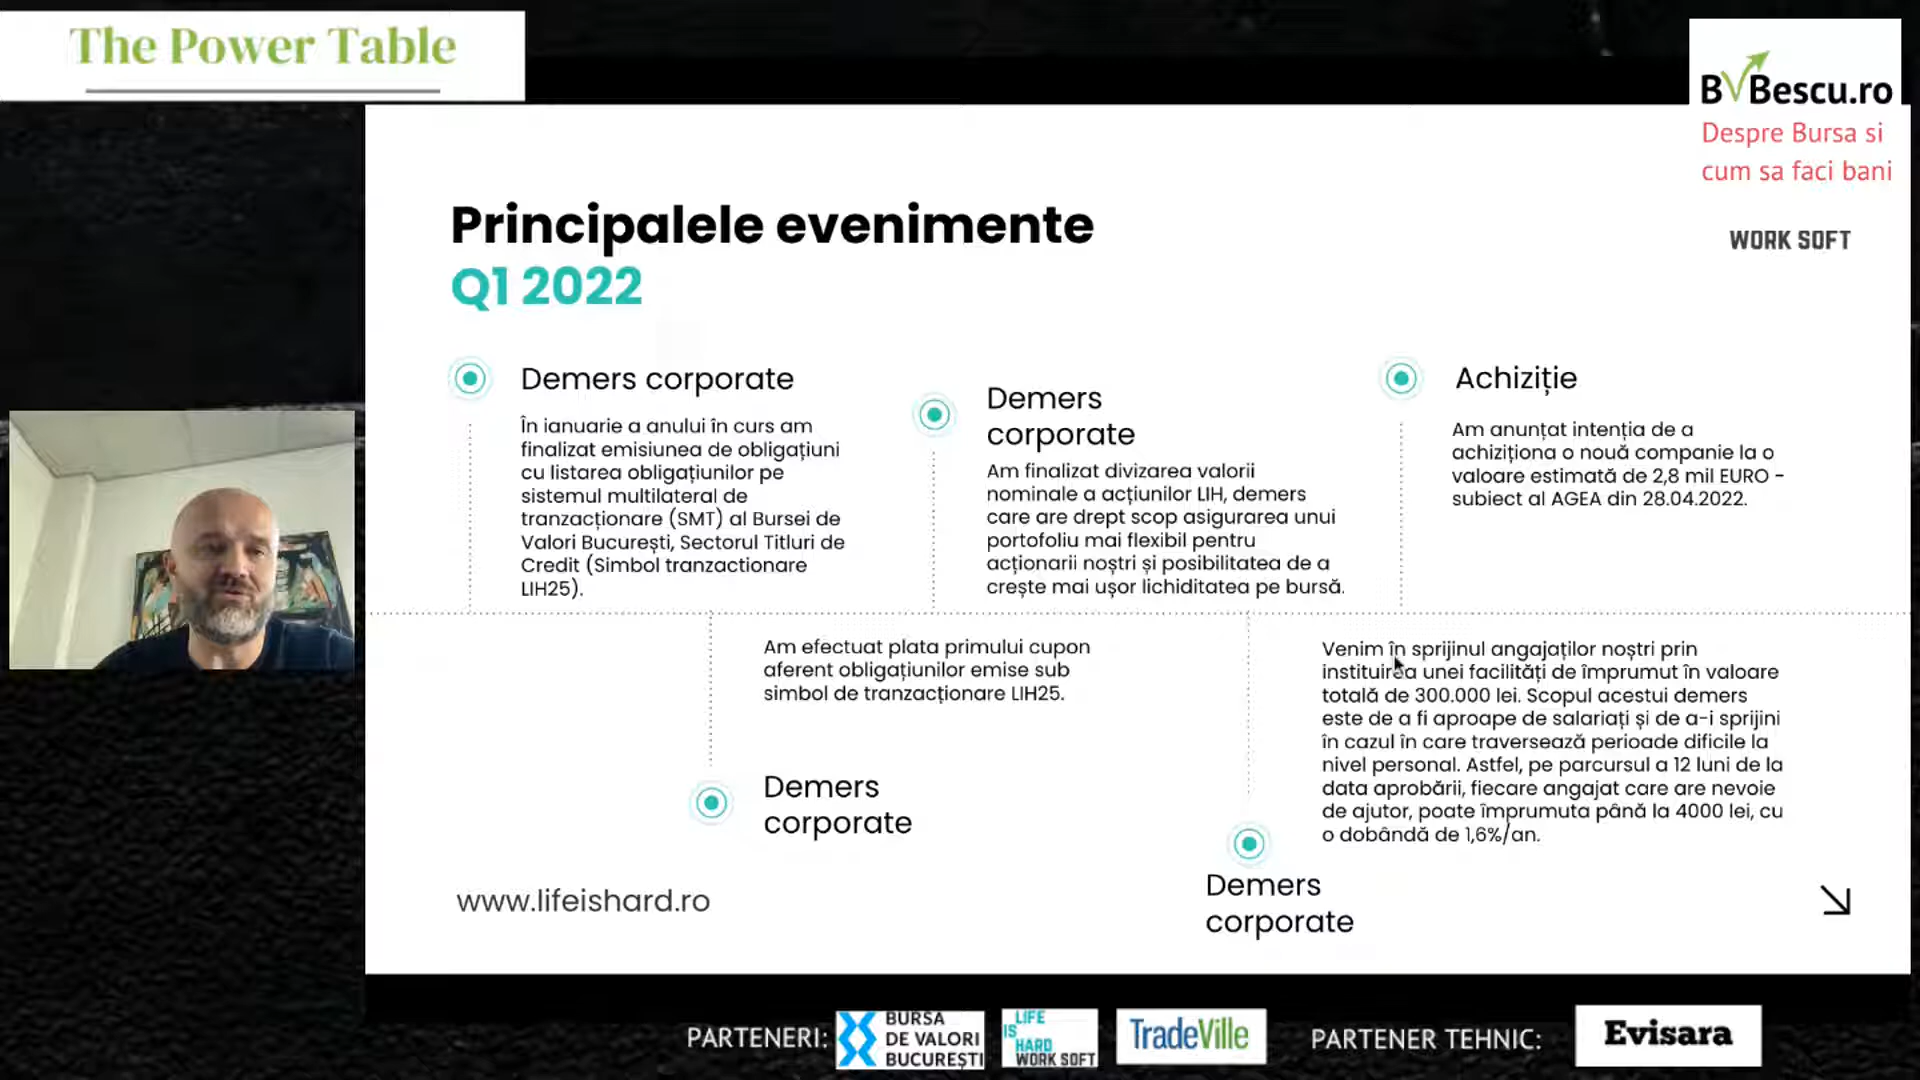 The Power Table
BVBescu.ro
Despre Bursa si
cum sa faci bani
WORK SOFT
Principalele evenimente
Q1 2022
Demers corporate
În ianuarie a anului în curs am
finalizat emisiunea de obligațiuni
cu listarea obligațiunilor pe
sistemul multilateral de
tranzacționare (SMT) al Bursei de
Valori București, Sectorul Titluri de
Credit (Simbol tranzactionare
LIH25).
Demers
corporate
Am finalizat divizarea valorii
nominale a acțiunilor LIH, demers
care are drept scop asigurarea unui
portofoliu mai flexibil pentru
acționarii noștri și posibilitatea de a
crește mai ușor lichiditatea pe bursă.
Achiziție
Am anunțat intenția de a
achiziționa o nouă companie la o
valoare estimată de 2,8 mil EURO -
subiect al AGEA din 28.04.2022.
Am efectuat plata primului cupon
aferent obligațiunilor emise sub
simbol de tranzacționare LIH25.
Demers
corporate
Venim în sprijinul angajaților noștri prin
instituirea unei facilități de împrumut în valoare
totală de 300.000 lei. Scopul acestui demers
este de a fi aproape de salariați și de a-i sprijini
în cazul în care traversează perioade dificile la
nivel personal. Astfel, pe parcursul a 12 luni de la
data aprobării, fiecare angajat care are nevoie
de ajutor, poate împrumuta până la 4000 lei, cu
o dobândă de 1,6%/an.
Demers
corporate
www.lifeishard.ro
PARTENERI:
BURSA
DE VALORI
BUCUREȘTI
LIFE
IS
HARD
WORK SOFT
TradeVille
PARTENER TEHNIC:
Evisara